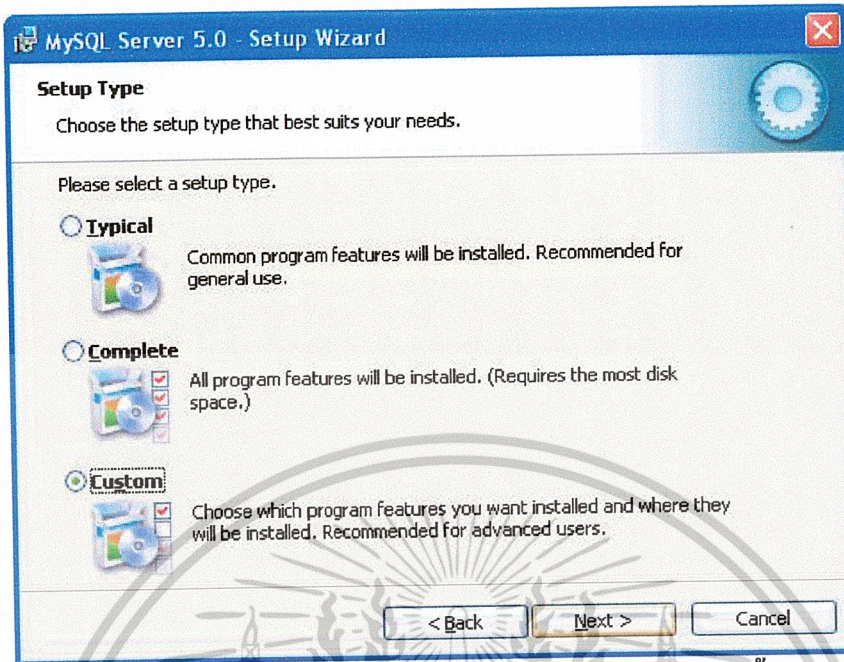 MySQL Server 5.0 - Setup Wizard
Setup Type
Choose the setup type that best suits your needs.
Please select a setup type.
Typical
Common program features will be installed. Recommended for
general use.
Complete
All program features will be installed. (Requires the most disk
space.)
Custom
Choose which program features you want installed and where they
will be installed. Recommended for advanced users.
< Back
Next >
Cancel